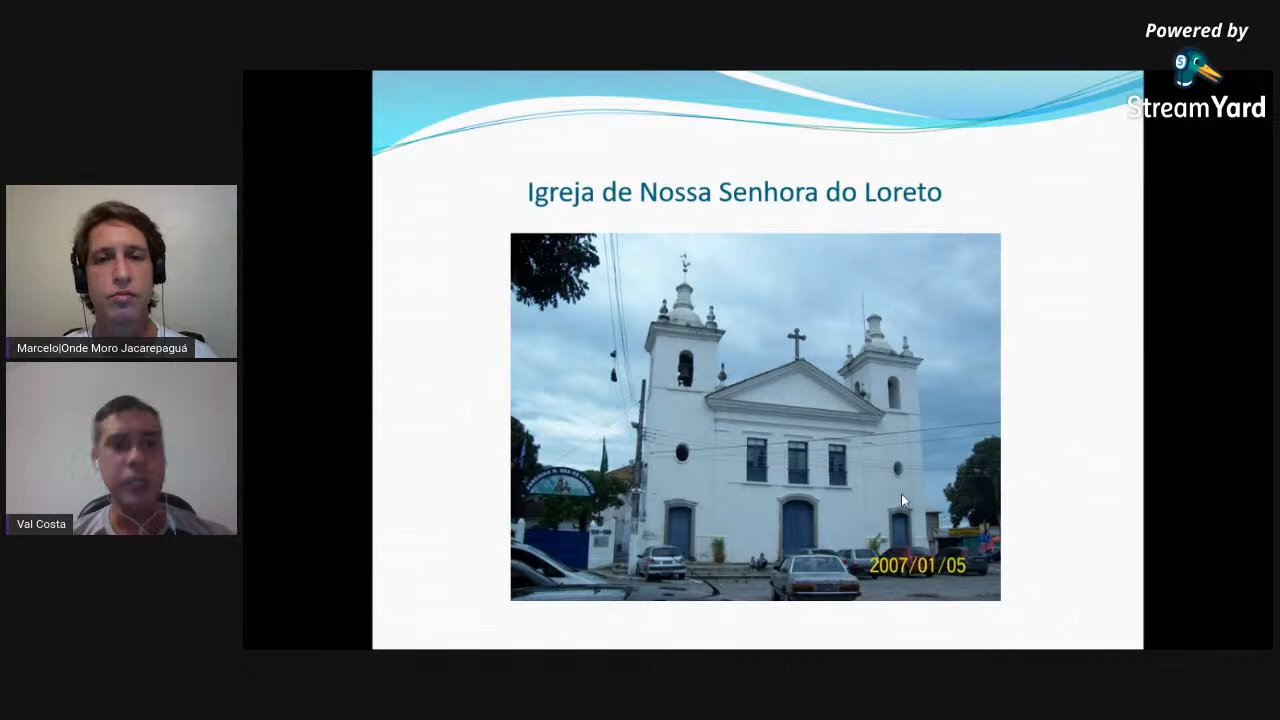 Powered by
StreamYard
Igreja de Nossa Senhora do Loreto
2007/01/05
Marcelo|Onde Moro Jacarepaguá
Val Costa